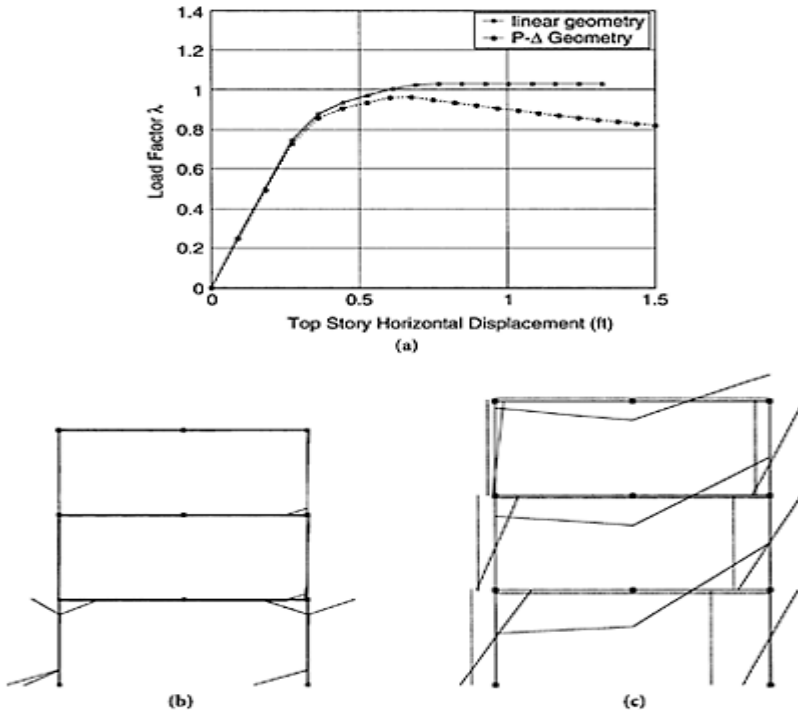 1.4
1.2
1
0.8
0.6
0.4
0.2
0
linear geometry
P-Δ Geometry
Load Factor λ
0
0.5
1
1.5
Top Story Horizontal Displacement (ft)
(a)
(b)
(c)